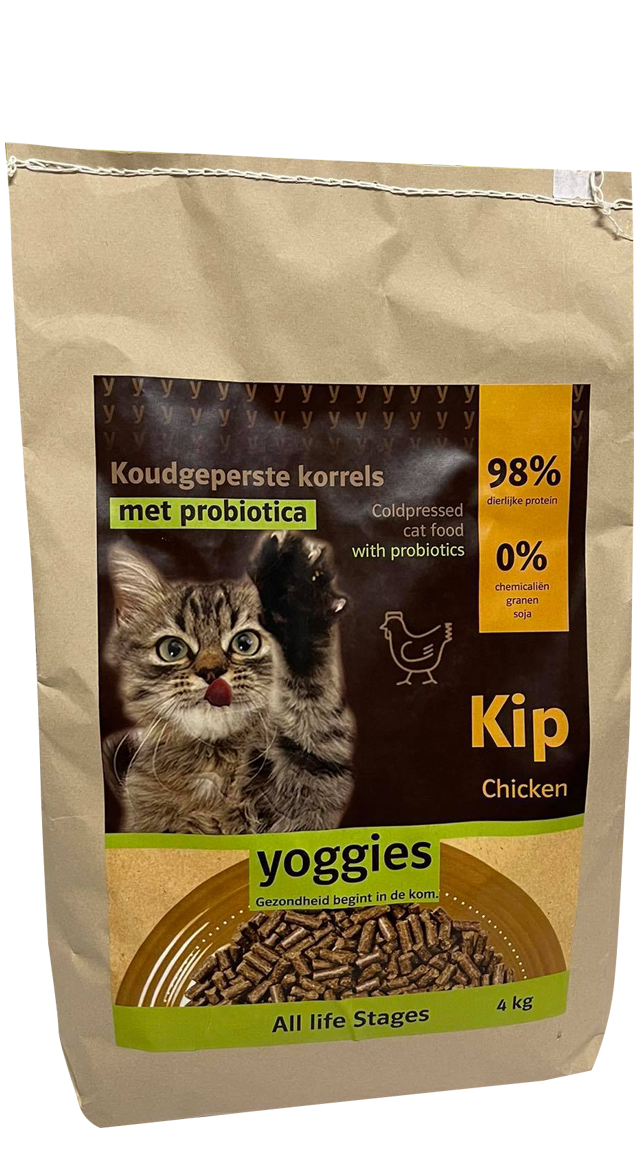 y y y y y y y y y y y y y y
y y y y y y y y y y y y y
y y y y y y y y y y y y y
Koudgeperste korrels
met probiotica
Coldpressed
cat food
with probiotics
98%
dierlijke protein
0%
chemicaliën
granen
soja
Kip
Chicken
yoggies
Gezondheid begint in de kom.
All life Stages
4 kg